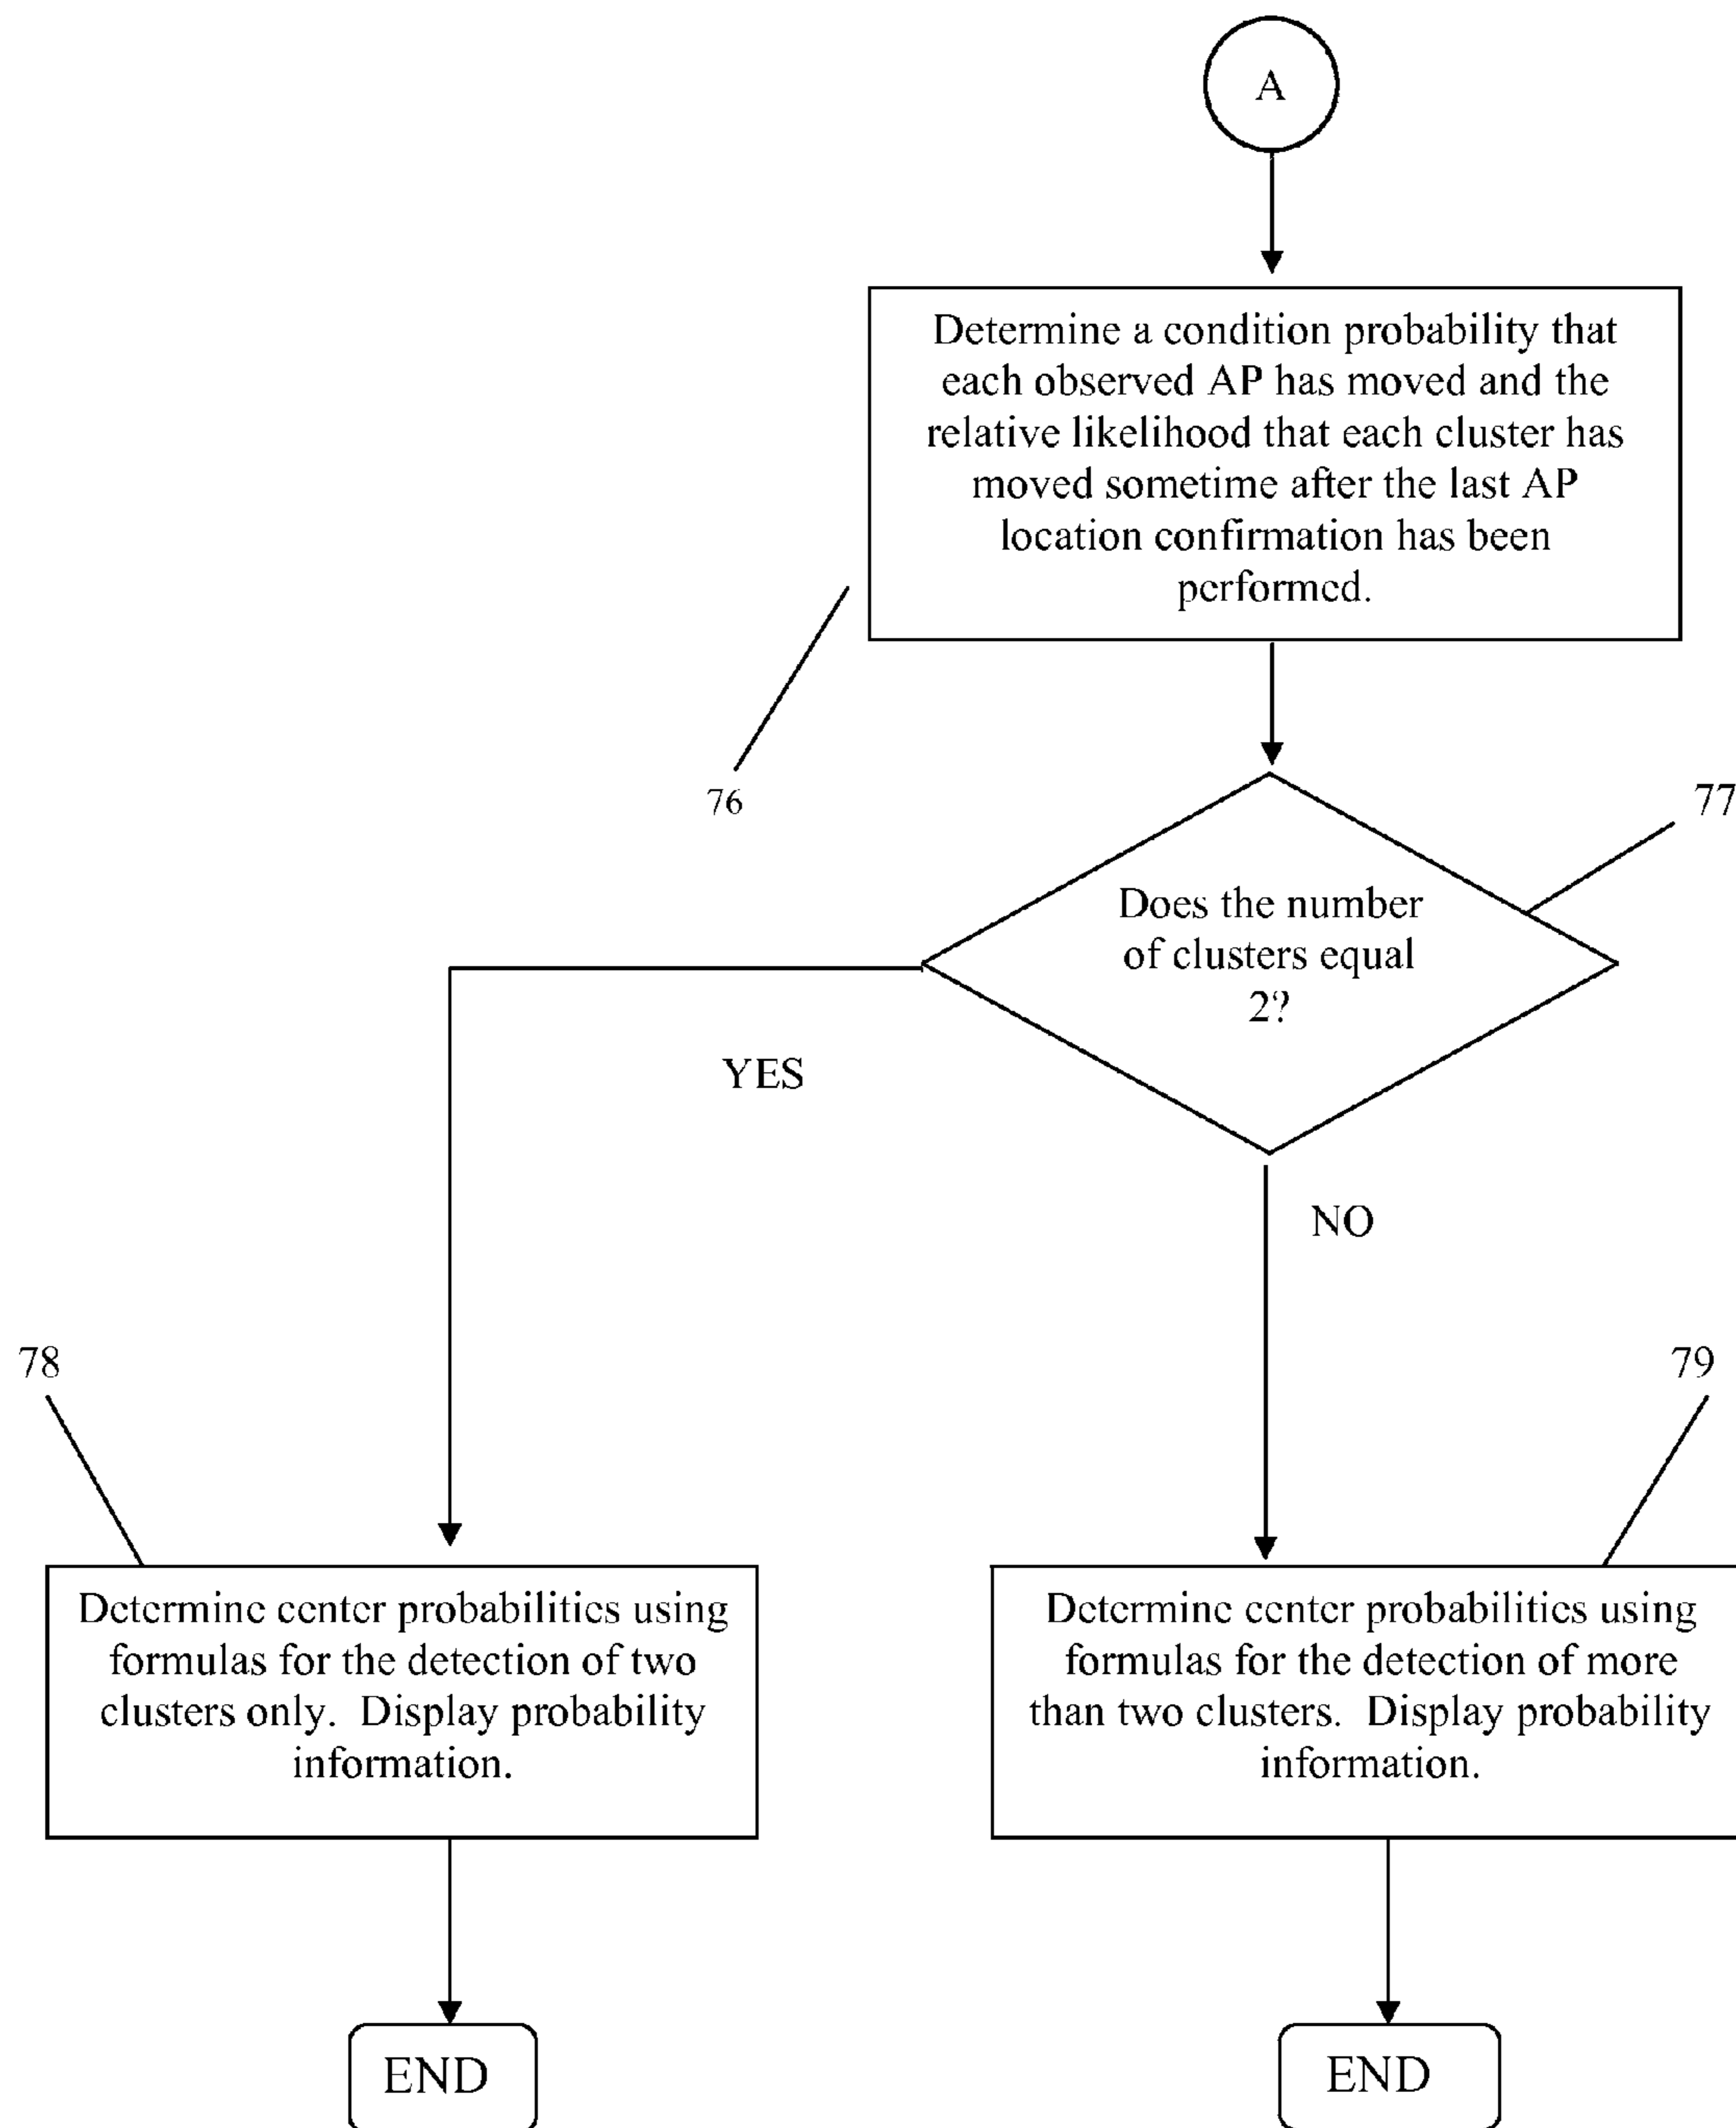 A
Determine a condition probability that
each observed AP has moved and the
relative likelihood that each cluster has
moved sometime after the last AP
location confirmation has been
performed.
76
77
Does the number
of clusters equal
2?
YES
NO
78
79
Determine center probabilities using
formulas for the detection of two
clusters only. Display probability
information.
Determine center probabilities using
formulas for the detection of more
than two clusters. Display probability
information.
END
END